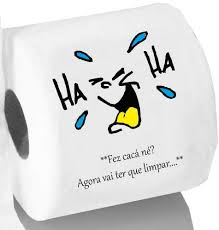 HA HA
**Fez cacá né?
Agora vai ter que limpar....**